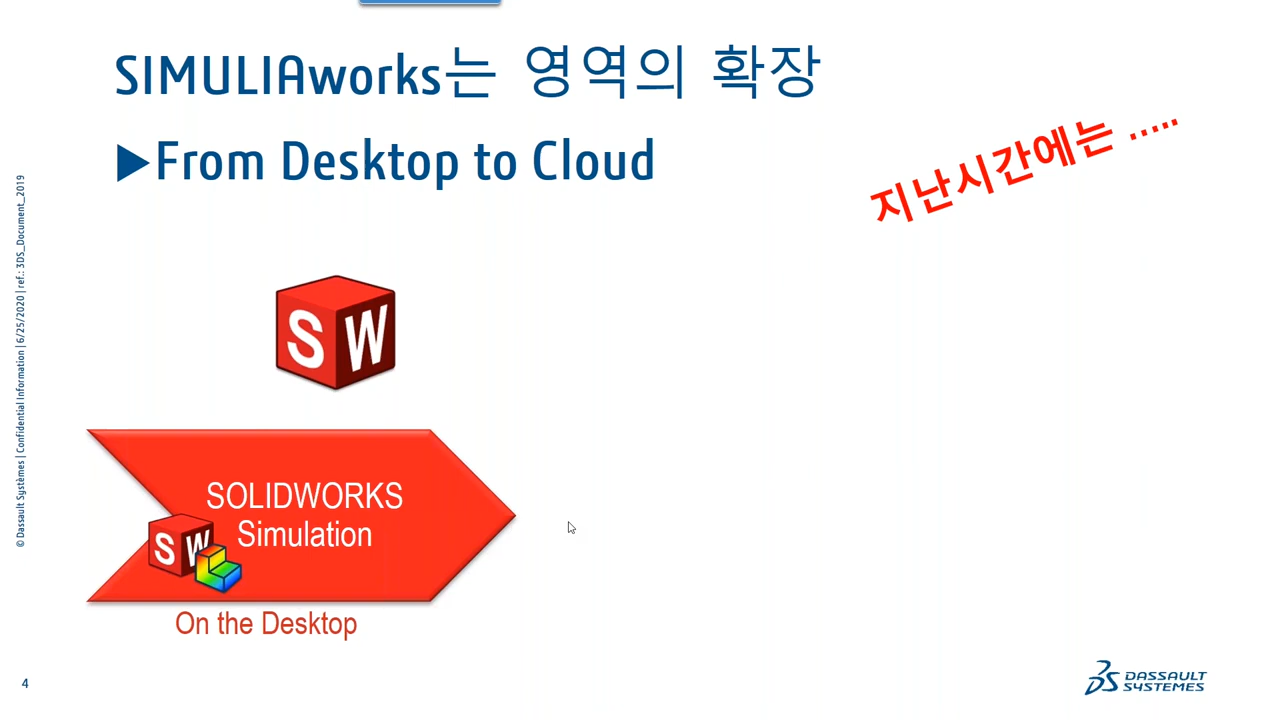 SIMULIAworks는 영역의 확장
▶From Desktop to Cloud
지난시간에는 .....
© Dassault Systèmes | Confidential Information | 6/25/2020 | ref.: 3DS_Document_2019
S W
SOLIDWORKS
Simulation
S W
On the Desktop
4
3DS DASSAULT
SYSTEMES